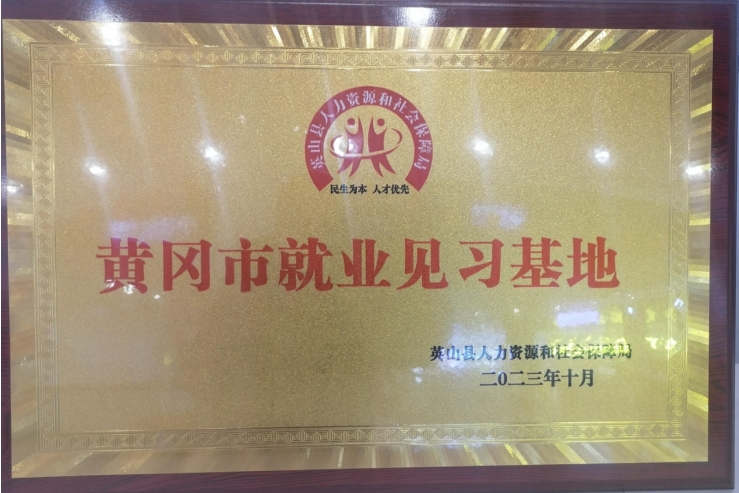 英山县人力资源和社会保障局
民生为本 人才优先
黄冈市就业见习基地
英山县人力资源和社会保障局
二〇二三年十月